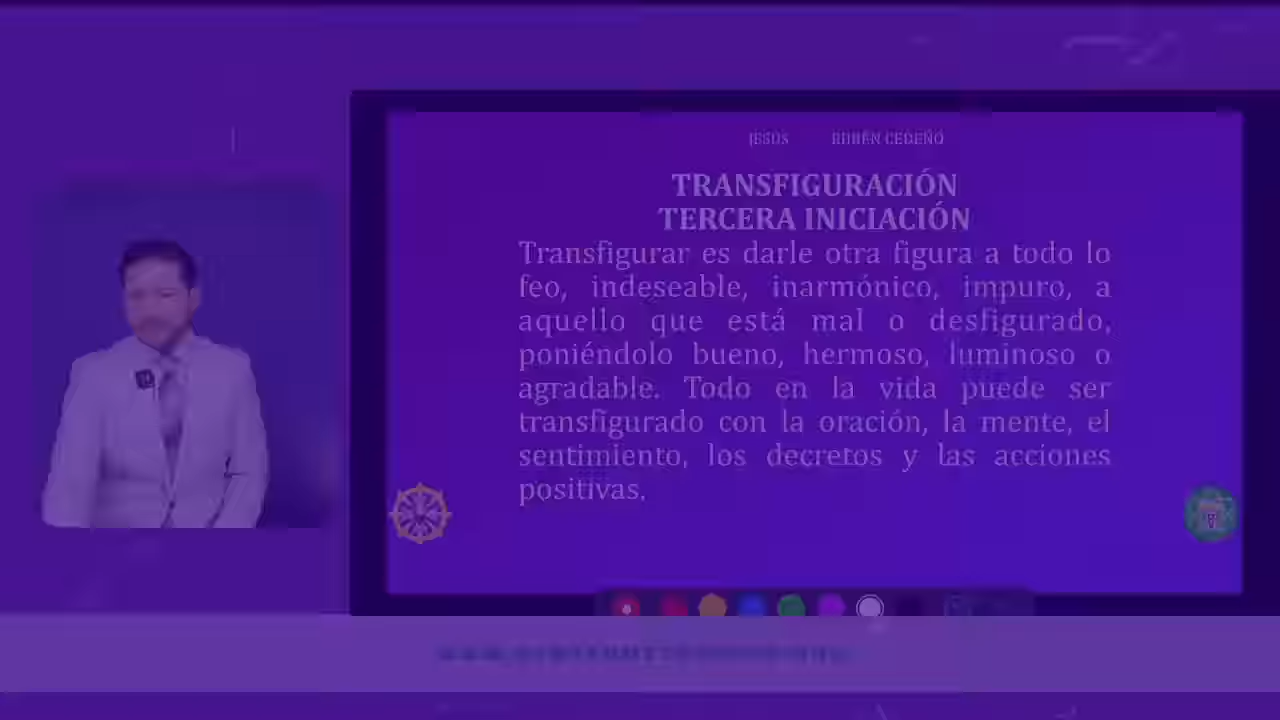 JESÚS RUBÉN CEDEÑO
TRANSFIGURACIÓN
TERCERA INICIACIÓN
Transfigurar es darle otra figura a todo lo
feo, indeseable, inarmónico, impuro, a
aquello que está mal o desfigurado,
poniéndolo bueno, hermoso, luminoso o
agradable. Todo en la vida puede ser
transfigurado con la oración, la mente, el
sentimiento, los decretos y las acciones
positivas.